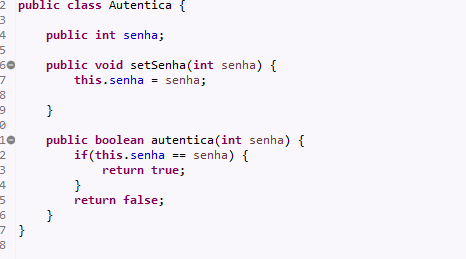 2 public class Autentica {
3
4     public int senha;
5
6     public void setSenha(int senha) {
7         this.senha = senha;
8
9     }
0
1     public boolean autentica(int senha) {
2         if(this.senha == senha) {
3             return true;
4         }
5         return false;
6     }
7 }
8